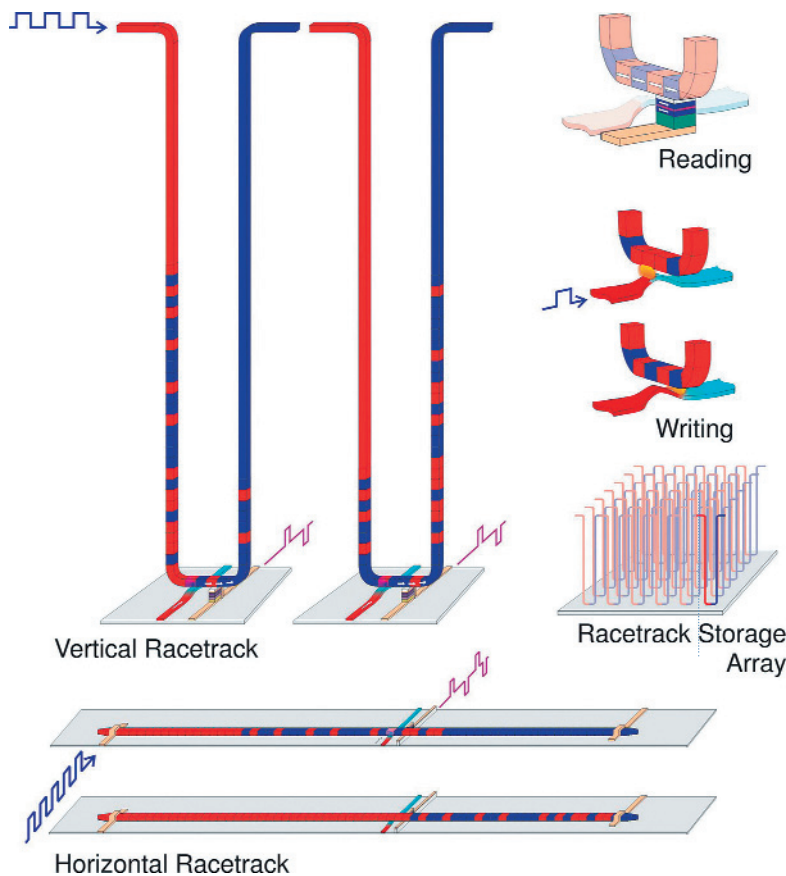 Reading
Writing
Vertical Racetrack
Racetrack Storage
Array
Horizontal Racetrack